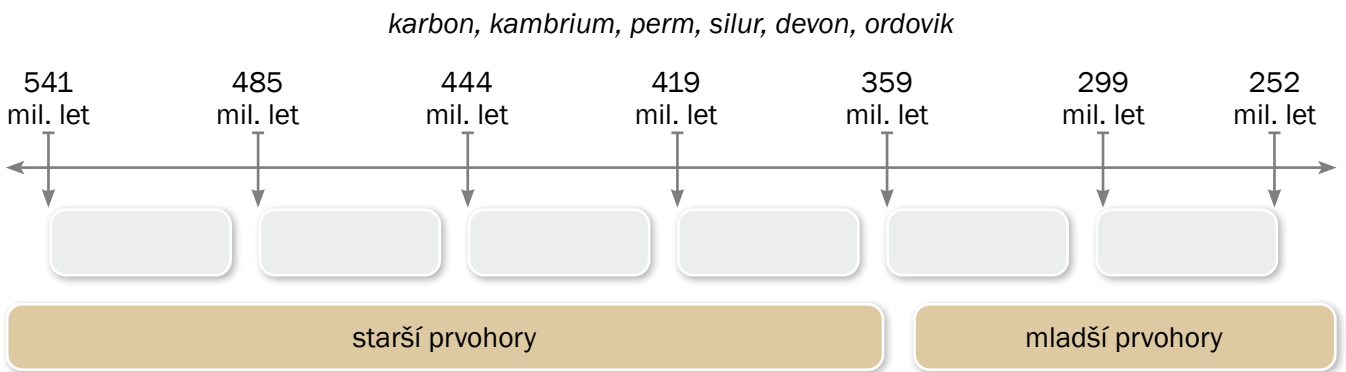 karbon, kambrium, perm, silur, devon, ordovik
541 485 444 419 359 299 252
mil. let mil. let mil. let mil. let mil. let mil. let mil. let
starší prvohory mladší prvohory